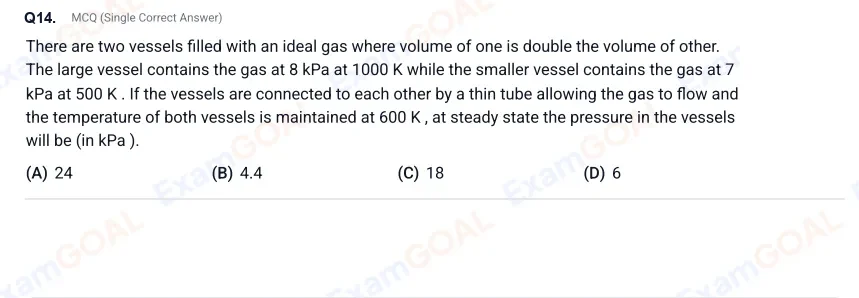 Q14. MCQ (Single Correct Answer)
There are two vessels filled with an ideal gas where volume of one is double the volume of other.
The large vessel contains the gas at 8 kPa at 1000 K while the smaller vessel contains the gas at 7
kPa at 500 K . If the vessels are connected to each other by a thin tube allowing the gas to flow and
the temperature of both vessels is maintained at 600 K , at steady state the pressure in the vessels
will be (in kPa ).
(A) 24 (B) 4.4 (C) 18 (D) 6
ExamGOAL
ExamGOAL